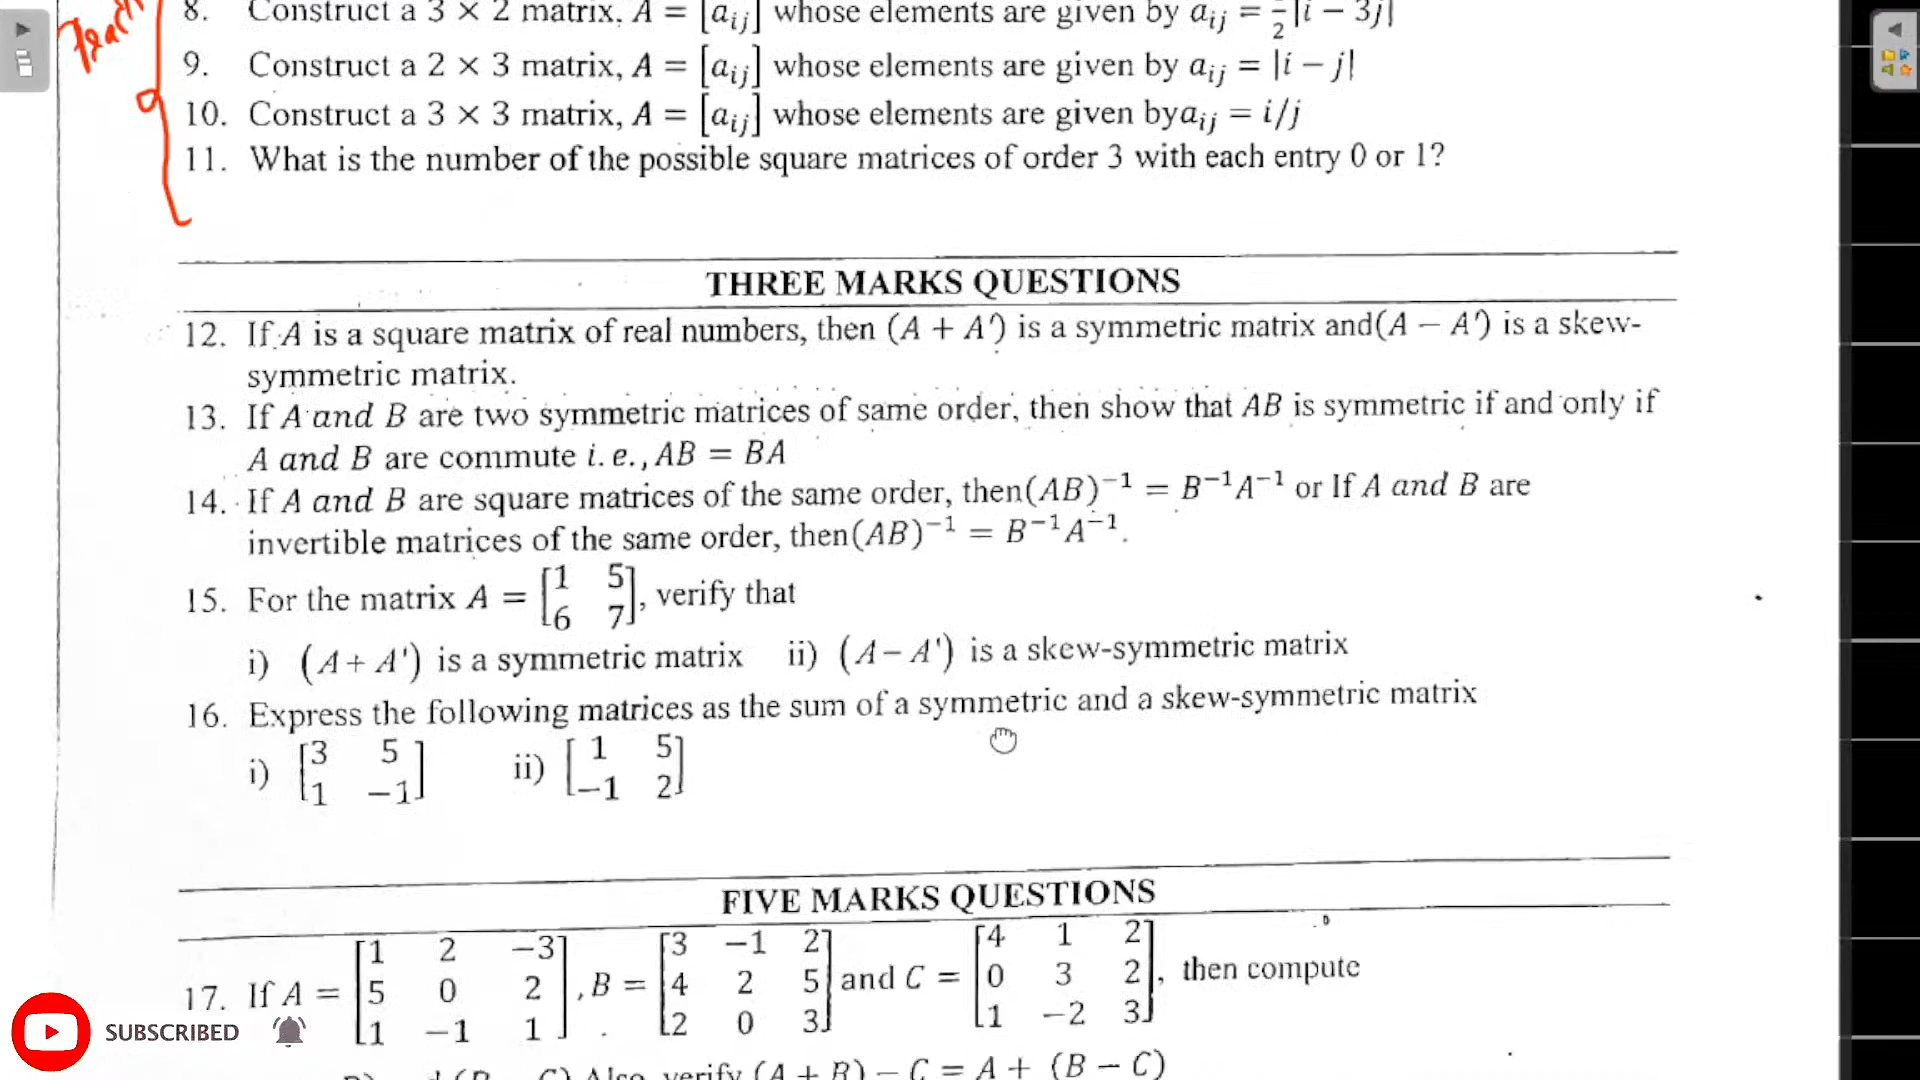 8. Construct a 3 × 2 matrix, A = [aᵢⱼ] whose elements are given by aᵢⱼ = 1/2 |i − 3j|
9. Construct a 2 × 3 matrix, A = [aᵢⱼ] whose elements are given by aᵢⱼ = |i − j|
10. Construct a 3 × 3 matrix, A = [aᵢⱼ] whose elements are given byaᵢⱼ = i/j
11. What is the number of the possible square matrices of order 3 with each entry 0 or 1?
THREE MARKS QUESTIONS
12. If A is a square matrix of real numbers, then (A + A′) is a symmetric matrix and(A − A′) is a skew-
symmetric matrix.
13. If A and B are two symmetric matrices of same order, then show that AB is symmetric if and only if
A and B are commute i. e., AB = BA
14. If A and B are square matrices of the same order, then(AB)⁻¹ = B⁻¹A⁻¹ or If A and B are
invertible matrices of the same order, then(AB)⁻¹ = B⁻¹A⁻¹.
15. For the matrix A = [1 5; 6 7], verify that
i) (A + A') is a symmetric matrix ii) (A − A') is a skew-symmetric matrix
16. Express the following matrices as the sum of a symmetric and a skew-symmetric matrix
i) [3 5; 1 −1] ii) [1 5; −1 2]
FIVE MARKS QUESTIONS
17. If A = [1 2 −3; 5 0 2; 1 −1 1], B = [3 −1 2; 4 2 5; 2 0 3] and C = [4 1 2; 0 3 2; 1 −2 3], then compute
Also verify (A + B) − C = A + (B − C)
SUBSCRIBED